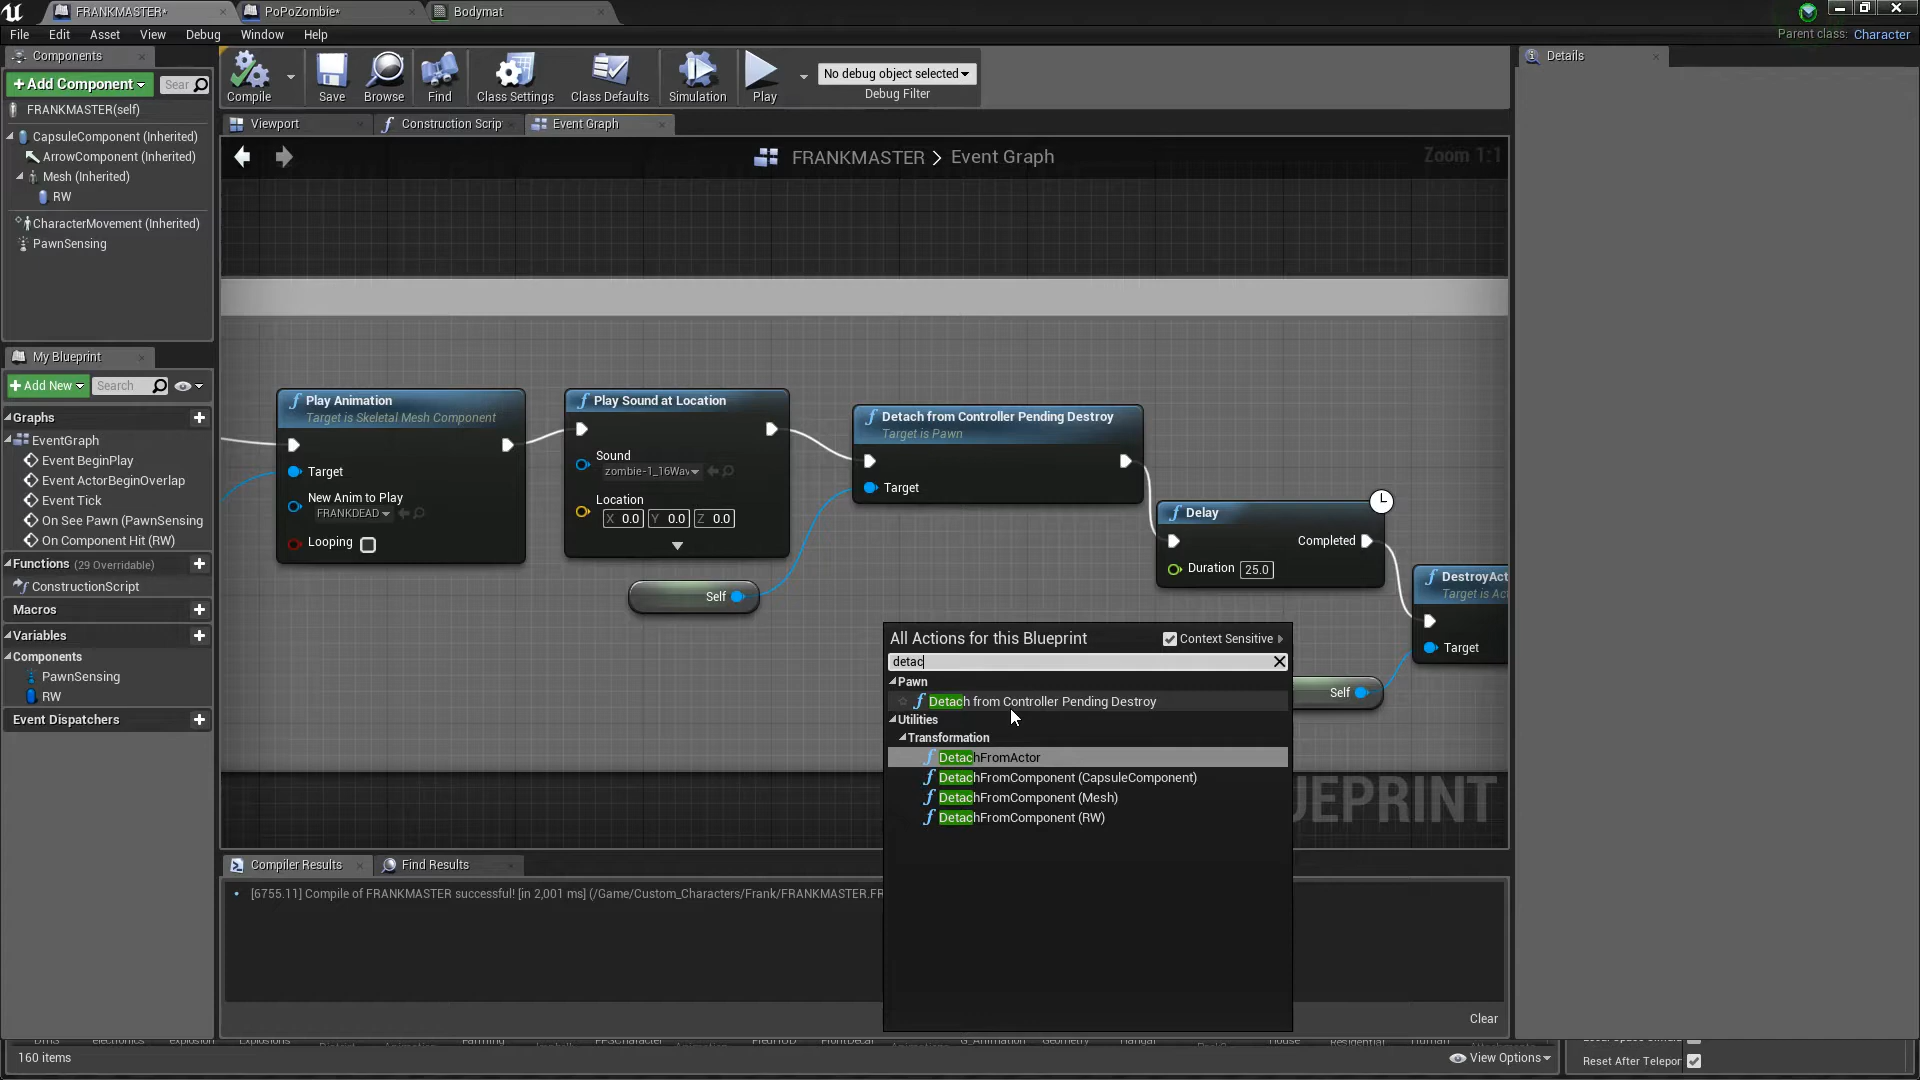 FRANKMASTER*
PoPoZombie*
Bodymat
File Edit Asset View Debug Window Help
Parent class: Character
Components
+Add Component
Sear
FRANKMASTER(self)
CapsuleComponent (Inherited)
ArrowComponent (Inherited)
Mesh (Inherited)
RW
CharacterMovement (Inherited)
PawnSensing
Compile
Save
Browse
Find
Class Settings
Class Defaults
Simulation
Play
No debug object selected
Debug Filter
Viewport
Construction Scrip
Event Graph
FRANKMASTER > Event Graph
Zoom 1:1
Details
My Blueprint
+Add New
Search
Graphs
EventGraph
Event BeginPlay
Event ActorBeginOverlap
Event Tick
On See Pawn (PawnSensing
On Component Hit (RW)
Functions (29 Overridable)
ConstructionScript
Macros
Variables
Components
PawnSensing
RW
Event Dispatchers
Play Animation
Target is Skeletal Mesh Component
Target
New Anim to Play
FRANKDEAD
Looping
Play Sound at Location
Sound
zombie-1_16Wav
Location
X 0.0 Y 0.0 Z 0.0
Self
Detach from Controller Pending Destroy
Target is Pawn
Target
Delay
Completed
Duration 25.0
DestroyAct
Target is Act
Target
Self
All Actions for this Blueprint
Context Sensitive
detac
Pawn
Detach from Controller Pending Destroy
Utilities
Transformation
DetachFromActor
DetachFromComponent (CapsuleComponent)
DetachFromComponent (Mesh)
DetachFromComponent (RW)
UEPRINT
Compiler Results
Find Results
[6755.11] Compile of FRANKMASTER successful! [in 2,001 ms] (/Game/Custom_Characters/Frank/FRANKMASTER.FR
Clear
160 items
View Options
Reset After Telepor